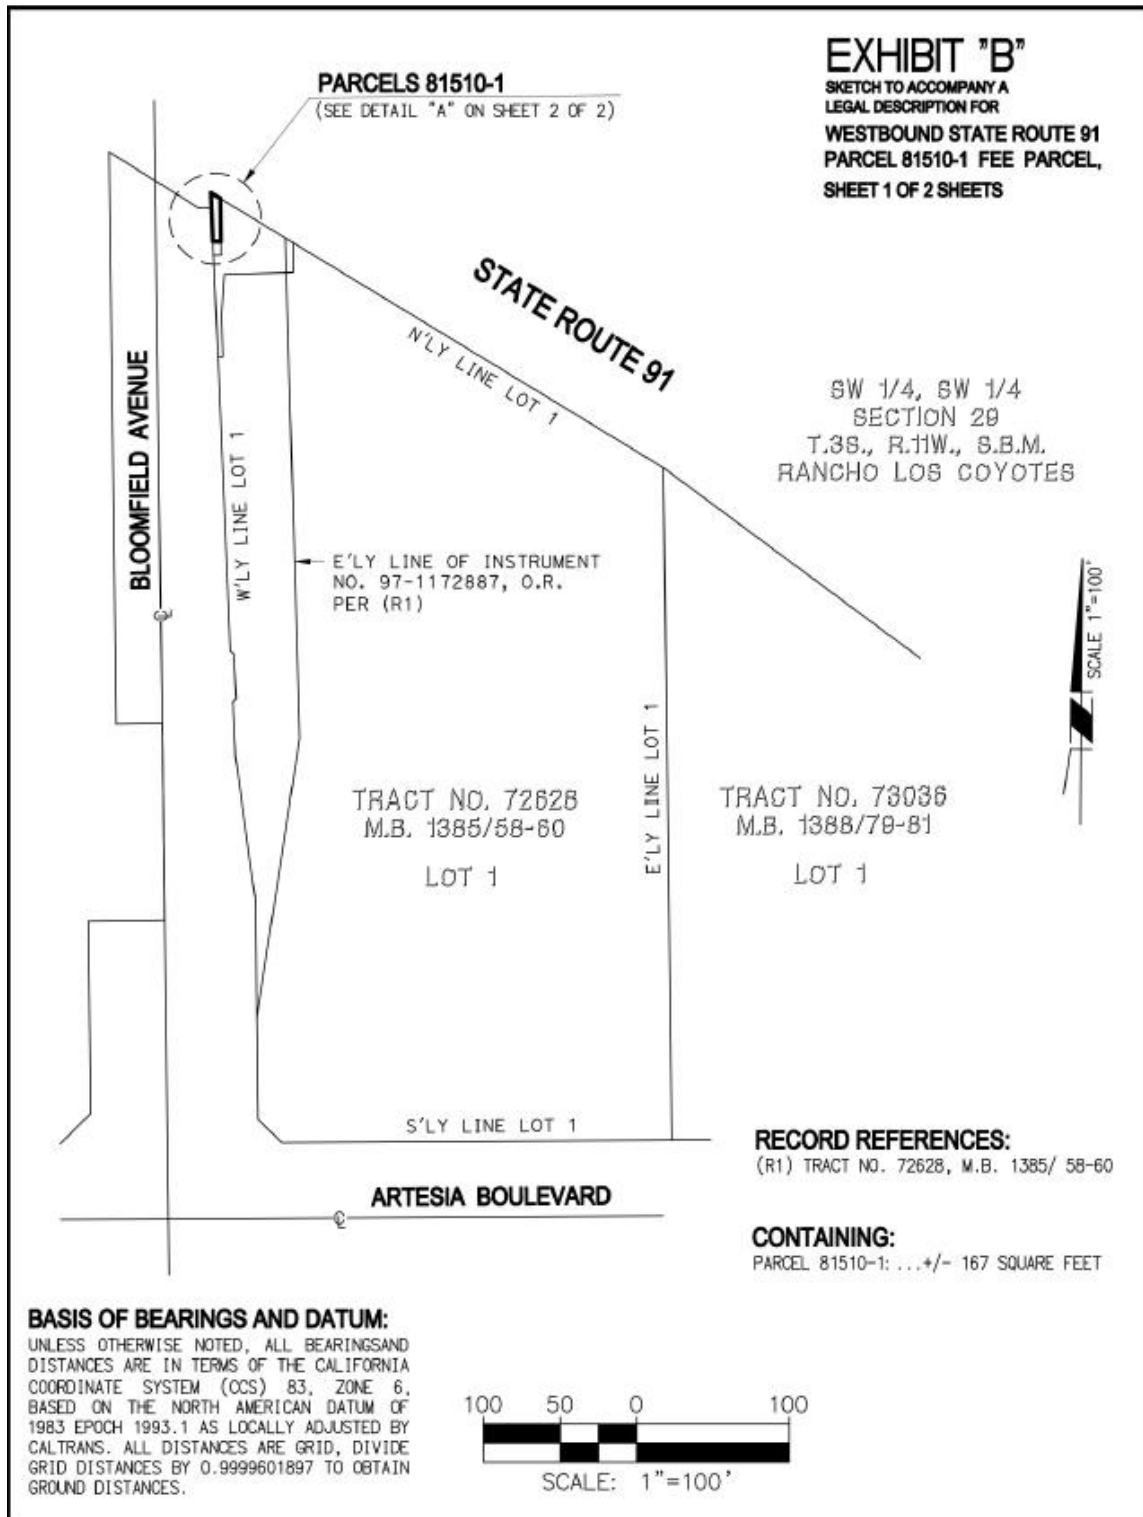 EXHIBIT "B"
SKETCH TO ACCOMPANY A
LEGAL DESCRIPTION FOR
WESTBOUND STATE ROUTE 91
PARCEL 81510-1 FEE PARCEL,
SHEET 1 OF 2 SHEETS
PARCELS 81510-1
(SEE DETAIL "A" ON SHEET 2 OF 2)
STATE ROUTE 91
N'LY LINE LOT 1
SW 1/4, SW 1/4
SECTION 29
T.3S., R.11W., S.B.M.
RANCHO LOS COYOTES
BLOOMFIELD AVENUE
W'LY LINE LOT 1
E'LY LINE OF INSTRUMENT
NO. 97-1172887, O.R.
PER (R1)
SCALE 1"=100'
E'LY LINE LOT 1
TRACT NO. 72628
M.B. 1385/58-60
LOT 1
TRACT NO. 73036
M.B. 1388/79-81
LOT 1
S'LY LINE LOT 1
ARTESIA BOULEVARD
RECORD REFERENCES:
(R1) TRACT NO. 72628, M.B. 1385/ 58-60
CONTAINING:
PARCEL 81510-1: ...+/- 167 SQUARE FEET
BASIS OF BEARINGS AND DATUM:
UNLESS OTHERWISE NOTED, ALL BEARINGSAND
DISTANCES ARE IN TERMS OF THE CALIFORNIA
COORDINATE SYSTEM (CCS) 83, ZONE 6,
BASED ON THE NORTH AMERICAN DATUM OF
1983 EPOCH 1993.1 AS LOCALLY ADJUSTED BY
CALTRANS. ALL DISTANCES ARE GRID, DIVIDE
GRID DISTANCES BY 0.9999601897 TO OBTAIN
GROUND DISTANCES.
100 50 0 100
SCALE: 1"=100'